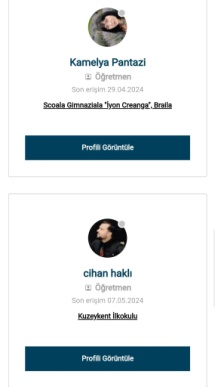 Kamelya Pantazi
Öğretmen
Son erişim 29.04.2024
Scoala Gimnaziala "Iyon Creanga", Braila
Profili Görüntüle
cihan haklı
Öğretmen
Son erişim 07.05.2024
Kuzeykent İlkokulu
Profili Görüntüle